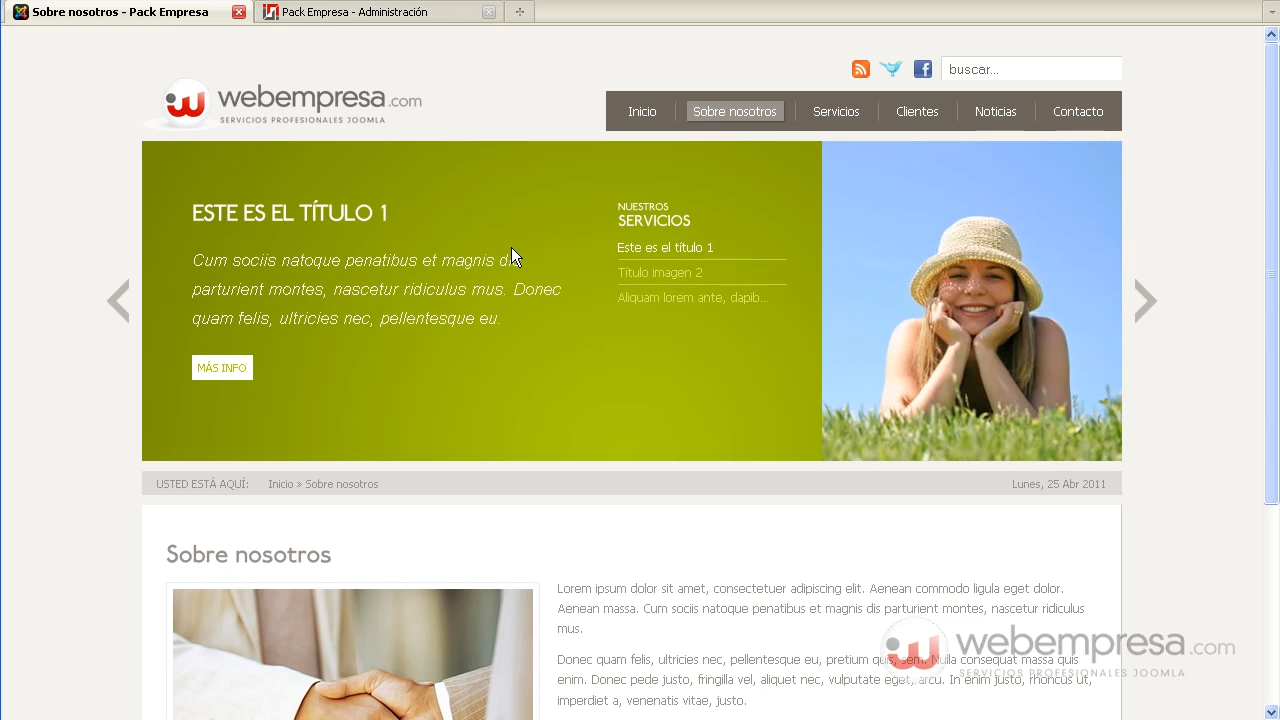 Sobre nosotros - Pack Empresa
Pack Empresa - Administración
buscar...
webempresa.com
SERVICIOS PROFESIONALES JOOMLA
Inicio
Sobre nosotros
Servicios
Clientes
Noticias
Contacto
ESTE ES EL TÍTULO 1
Cum sociis natoque penatibus et magnis dis
parturient montes, nascetur ridiculus mus. Donec
quam felis, ultricies nec, pellentesque eu.
MÁS INFO
NUESTROS
SERVICIOS
Este es el título 1
Título imagen 2
Aliquam lorem ante, dapib...
USTED ESTÁ AQUÍ: Inicio » Sobre nosotros
Lunes, 25 Abr 2011
Sobre nosotros
Lorem ipsum dolor sit amet, consectetuer adipiscing elit. Aenean commodo ligula eget dolor.
Aenean massa. Cum sociis natoque penatibus et magnis dis parturient montes, nascetur ridiculus
mus.
Donec quam felis, ultricies nec, pellentesque eu, pretium quis, sem. Nulla consequat massa quis
enim. Donec pede justo, fringilla vel, aliquet nec, vulputate eget, arcu. In enim justo, rhoncus ut,
imperdiet a, venenatis vitae, justo.
webempresa.com
SERVICIOS PROFESIONALES JOOMLA